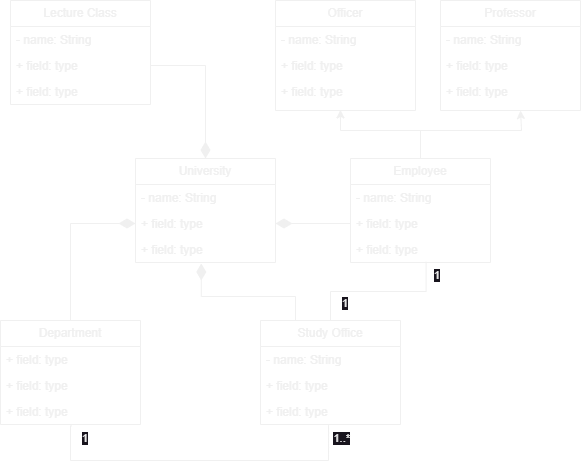 Lecture Class
- name: String
+ field: type
+ field: type
Officer
- name: String
+ field: type
+ field: type
Professor
- name: String
+ field: type
+ field: type
University
- name: String
+ field: type
+ field: type
Employee
- name: String
+ field: type
+ field: type
1
1
Department
+ field: type
+ field: type
+ field: type
Study Office
- name: String
+ field: type
+ field: type
1
1..*